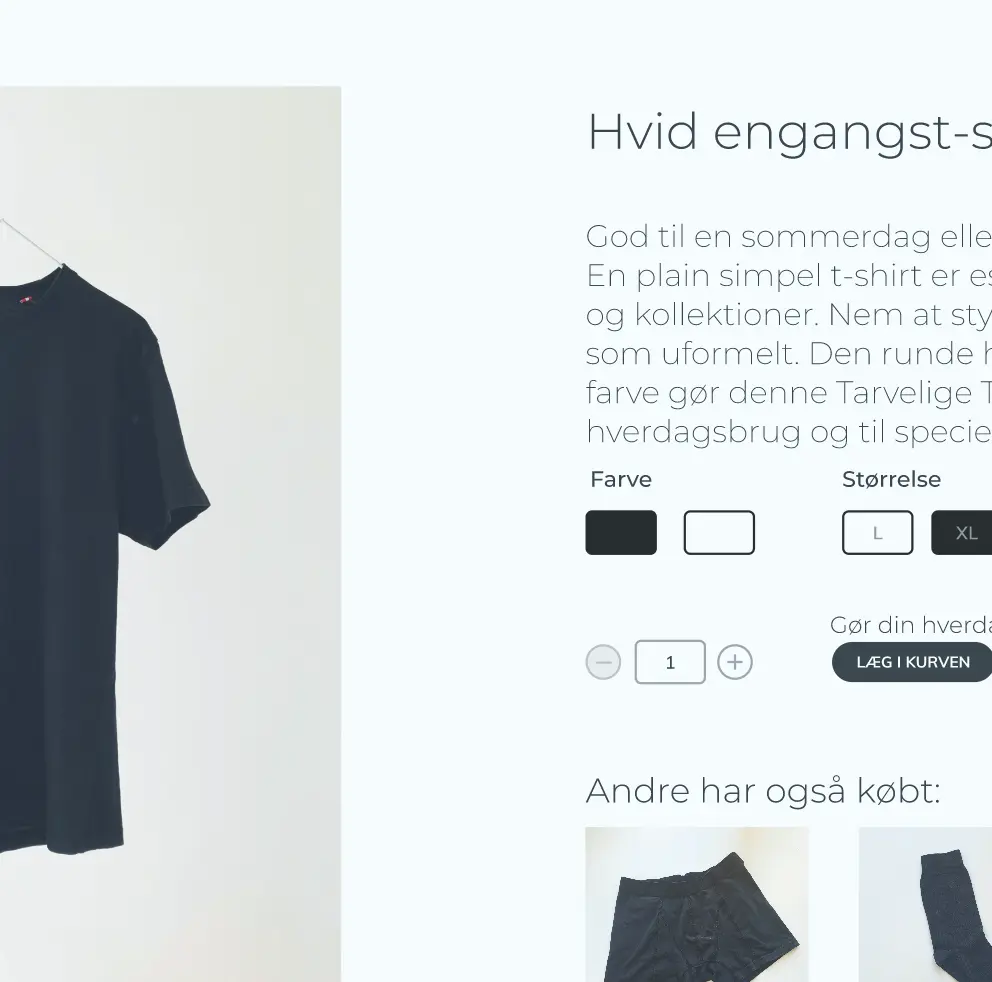 Hvid engangst-s
God til en sommerdag elle
En plain simpel t-shirt er es
og kollektioner. Nem at sty
som uformelt. Den runde h
farve gør denne Tarvelige T
hverdagsbrug og til specie
Farve
Størrelse
L
XL
Gør din hverda
1
LÆG I KURVEN
Andre har også købt: